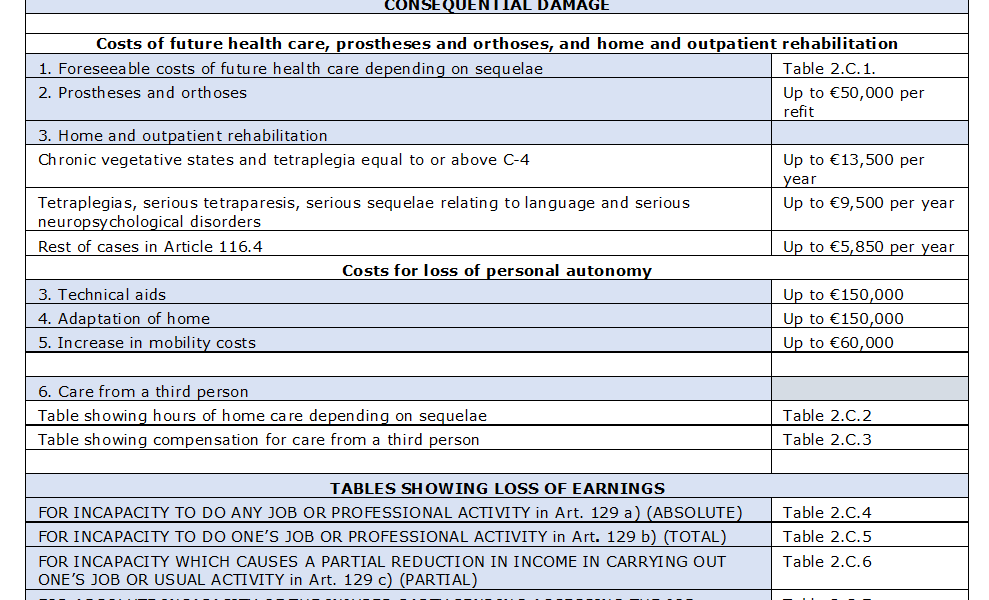 CONSEQUENTIAL DAMAGE
Costs of future health care, prostheses and orthoses, and home and outpatient rehabilitation
1. Foreseeable costs of future health care depending on sequelae
Table 2.C.1.
2. Prostheses and orthoses
Up to €50,000 per
refit
3. Home and outpatient rehabilitation
Chronic vegetative states and tetraplegia equal to or above C-4
Up to €13,500 per
year
Tetraplegias, serious tetraparesis, serious sequelae relating to language and serious
neuropsychological disorders
Up to €9,500 per year
Rest of cases in Article 116.4
Up to €5,850 per year
Costs for loss of personal autonomy
3. Technical aids
Up to €150,000
4. Adaptation of home
Up to €150,000
5. Increase in mobility costs
Up to €60,000
6. Care from a third person
Table showing hours of home care depending on sequelae
Table 2.C.2
Table showing compensation for care from a third person
Table 2.C.3
TABLES SHOWING LOSS OF EARNINGS
FOR INCAPACITY TO DO ANY JOB OR PROFESSIONAL ACTIVITY in Art. 129 a) (ABSOLUTE)
Table 2.C.4
FOR INCAPACITY TO DO ONE'S JOB OR PROFESSIONAL ACTIVITY in Art. 129 b) (TOTAL)
Table 2.C.5
FOR INCAPACITY WHICH CAUSES A PARTIAL REDUCTION IN INCOME IN CARRYING OUT
ONE'S JOB OR USUAL ACTIVITY in Art. 129 c) (PARTIAL)
Table 2.C.6